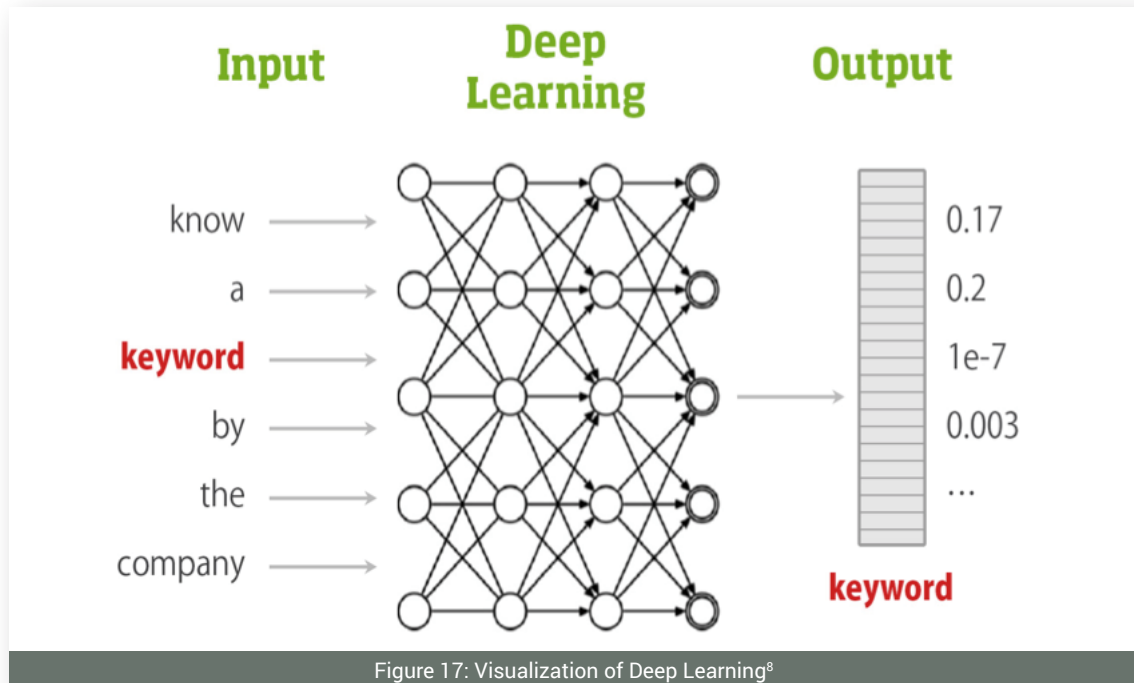 Input
Deep
Learning
Output
know
a
keyword
by
the
company
0.17
0.2
1e-7
0.003
...
keyword
Figure 17: Visualization of Deep Learning⁸